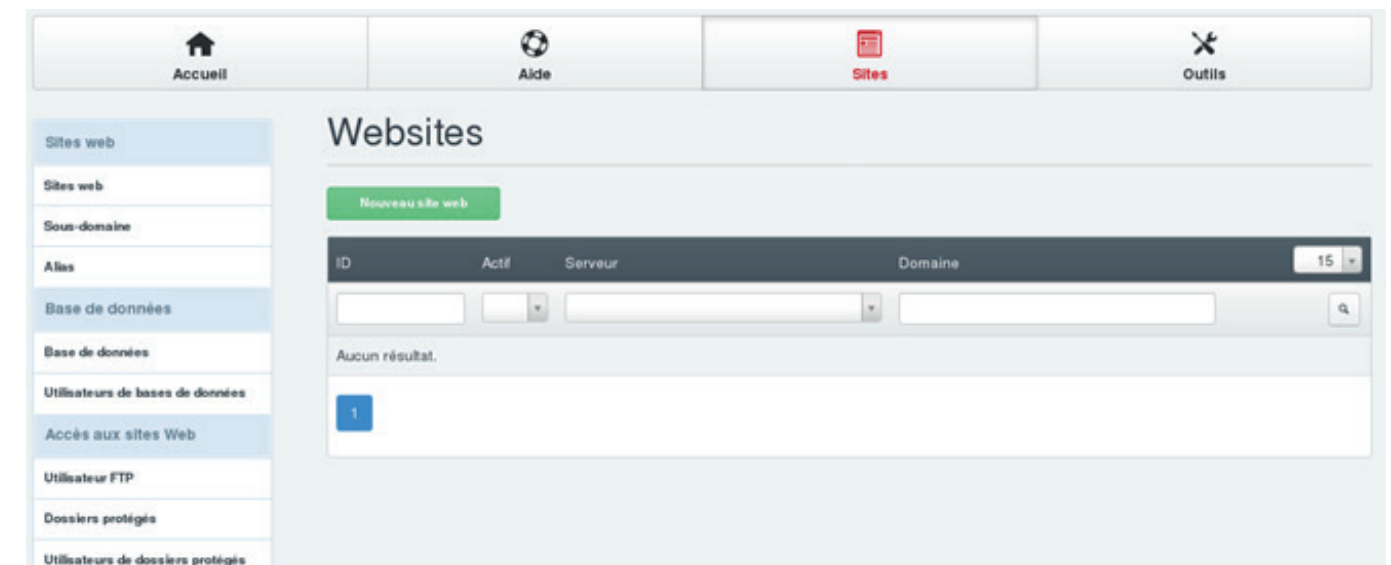 Accueil
Aide
Sites
Outils
Sites web
Sites web
Sous-domaine
Alias
Base de données
Base de données
Utilisateurs de bases de données
Accès aux sites Web
Utilisateur FTP
Dossiers protégés
Utilisateurs de dossiers protégés
Websites
Nouveau site web
ID Actif Serveur Domaine 15
Aucun résultat.
1